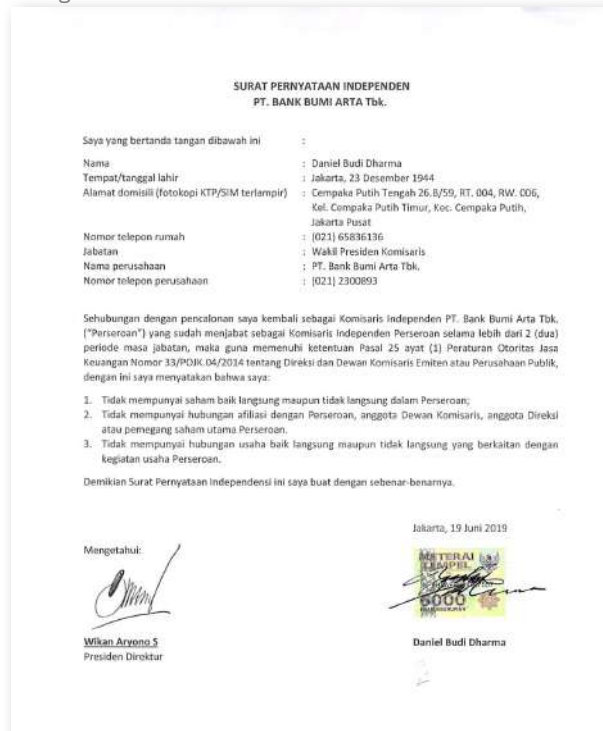 SURAT PERNYATAAN INDEPENDEN
PT. BANK BUMI ARTA Tbk.
Saya yang bertanda tangan dibawah ini :
Nama : Daniel Budi Dharma
Tempat/tanggal lahir : Jakarta, 23 Desember 1944
Alamat domisili (fotokopi KTP/SIM terlampir) : Cempaka Putih Tengah 26.B/59, RT. 004, RW. 006,
Kel. Cempaka Putih Timur, Kec. Cempaka Putih,
Jakarta Pusat
Nomor telepon rumah : (021) 65836136
Jabatan : Wakil Presiden Komisaris
Nama perusahaan : PT. Bank Bumi Arta Tbk.
Nomor telepon perusahaan : (021) 2300893
Sehubungan dengan pencalonan saya kembali sebagai Komisaris Independen PT. Bank Bumi Arta Tbk.
("Perseroan") yang sudah menjabat sebagai Komisaris Independen Perseroan selama lebih dari 2 (dua)
periode masa jabatan, maka guna memenuhi ketentuan Pasal 25 ayat (1) Peraturan Otoritas Jasa
Keuangan Nomor 33/POJK.04/2014 tentang Direksi dan Dewan Komisaris Emiten atau Perusahaan Publik,
dengan ini saya menyatakan bahwa saya:
1. Tidak mempunyai saham baik langsung maupun tidak langsung dalam Perseroan;
2. Tidak mempunyai hubungan afiliasi dengan Perseroan, anggota Dewan Komisaris, anggota Direksi
atau pemegang saham utama Perseroan.
3. Tidak mempunyai hubungan usaha baik langsung maupun tidak langsung yang berkaitan dengan
kegiatan usaha Perseroan.
Demikian Surat Pernyataan Independensi ini saya buat dengan sebenar-benarnya.
Jakarta, 19 Juni 2019
Mengetahui:
METERAI
TEMPEL
6000
Wikan Aryono S
Presiden Direktur
Daniel Budi Dharma